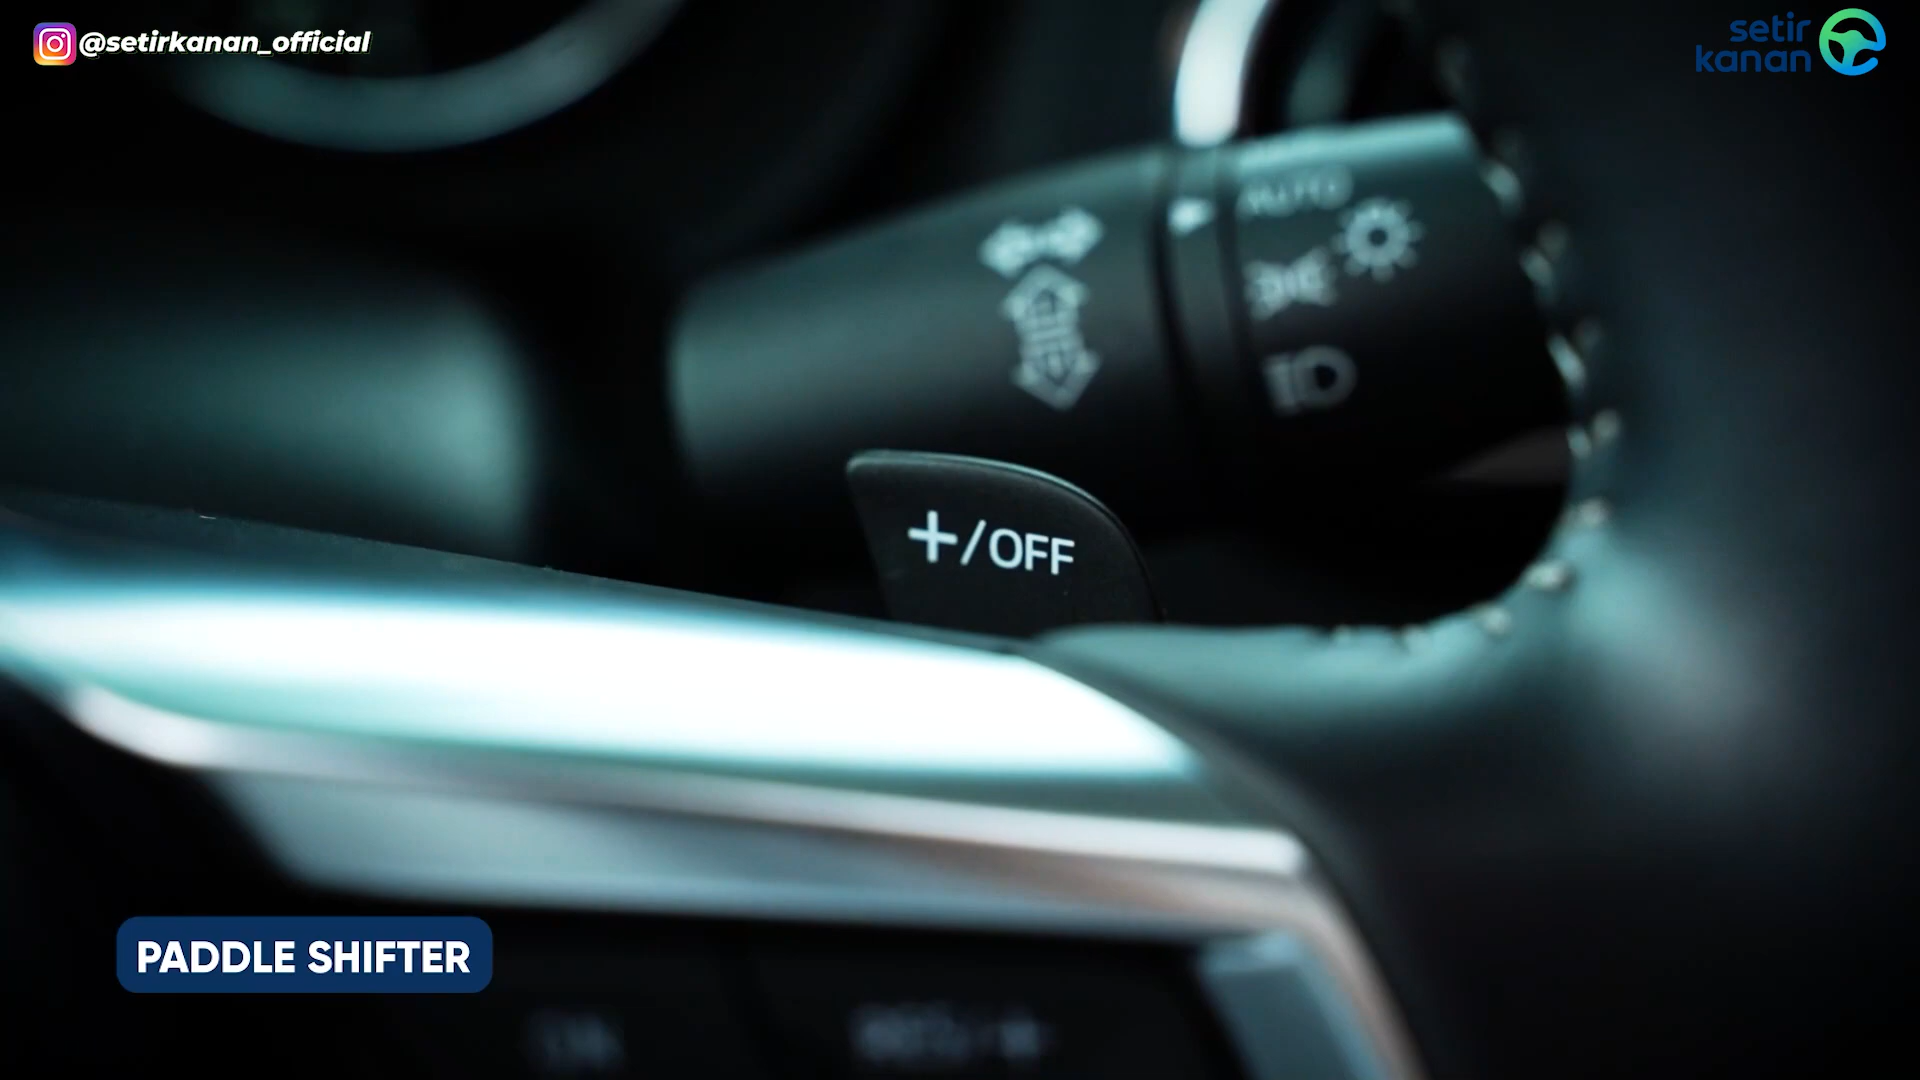 @setirkanan_official
setir
kanan
AUTO
+/OFF
PADDLE SHIFTER